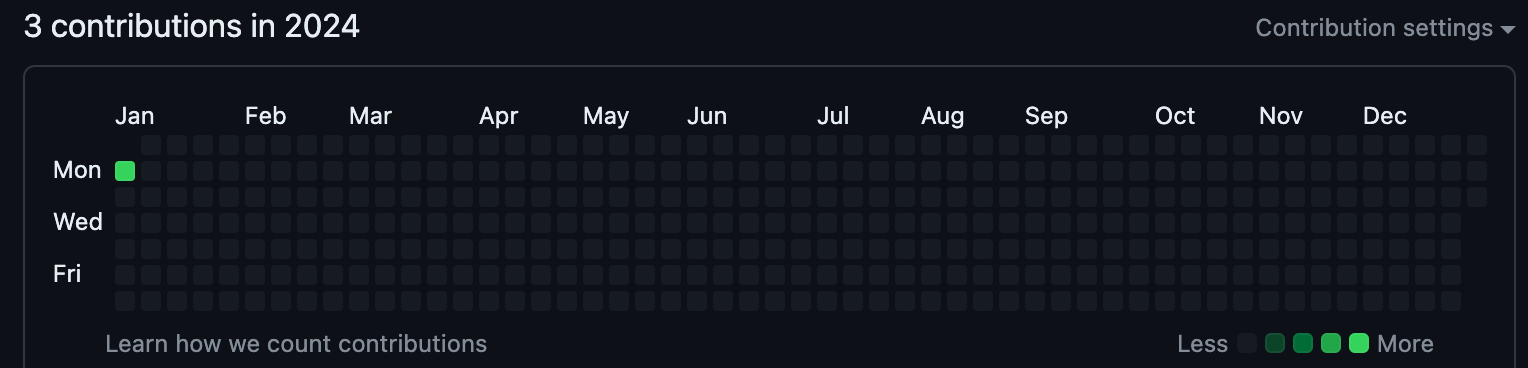 3 contributions in 2024
Contribution settings
Jan Feb Mar Apr May Jun Jul Aug Sep Oct Nov Dec
Mon
Wed
Fri
Learn how we count contributions
Less More